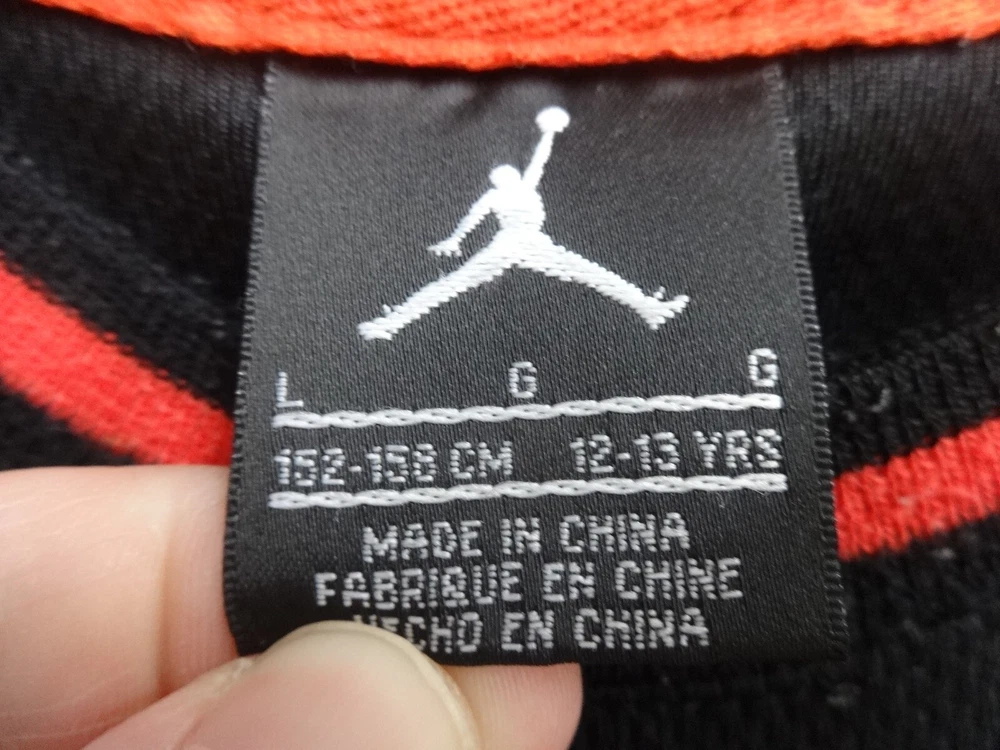 L G G
152-158 CM 12-13 YRS
MADE IN CHINA
FABRIQUE EN CHINE
HECHO EN CHINA